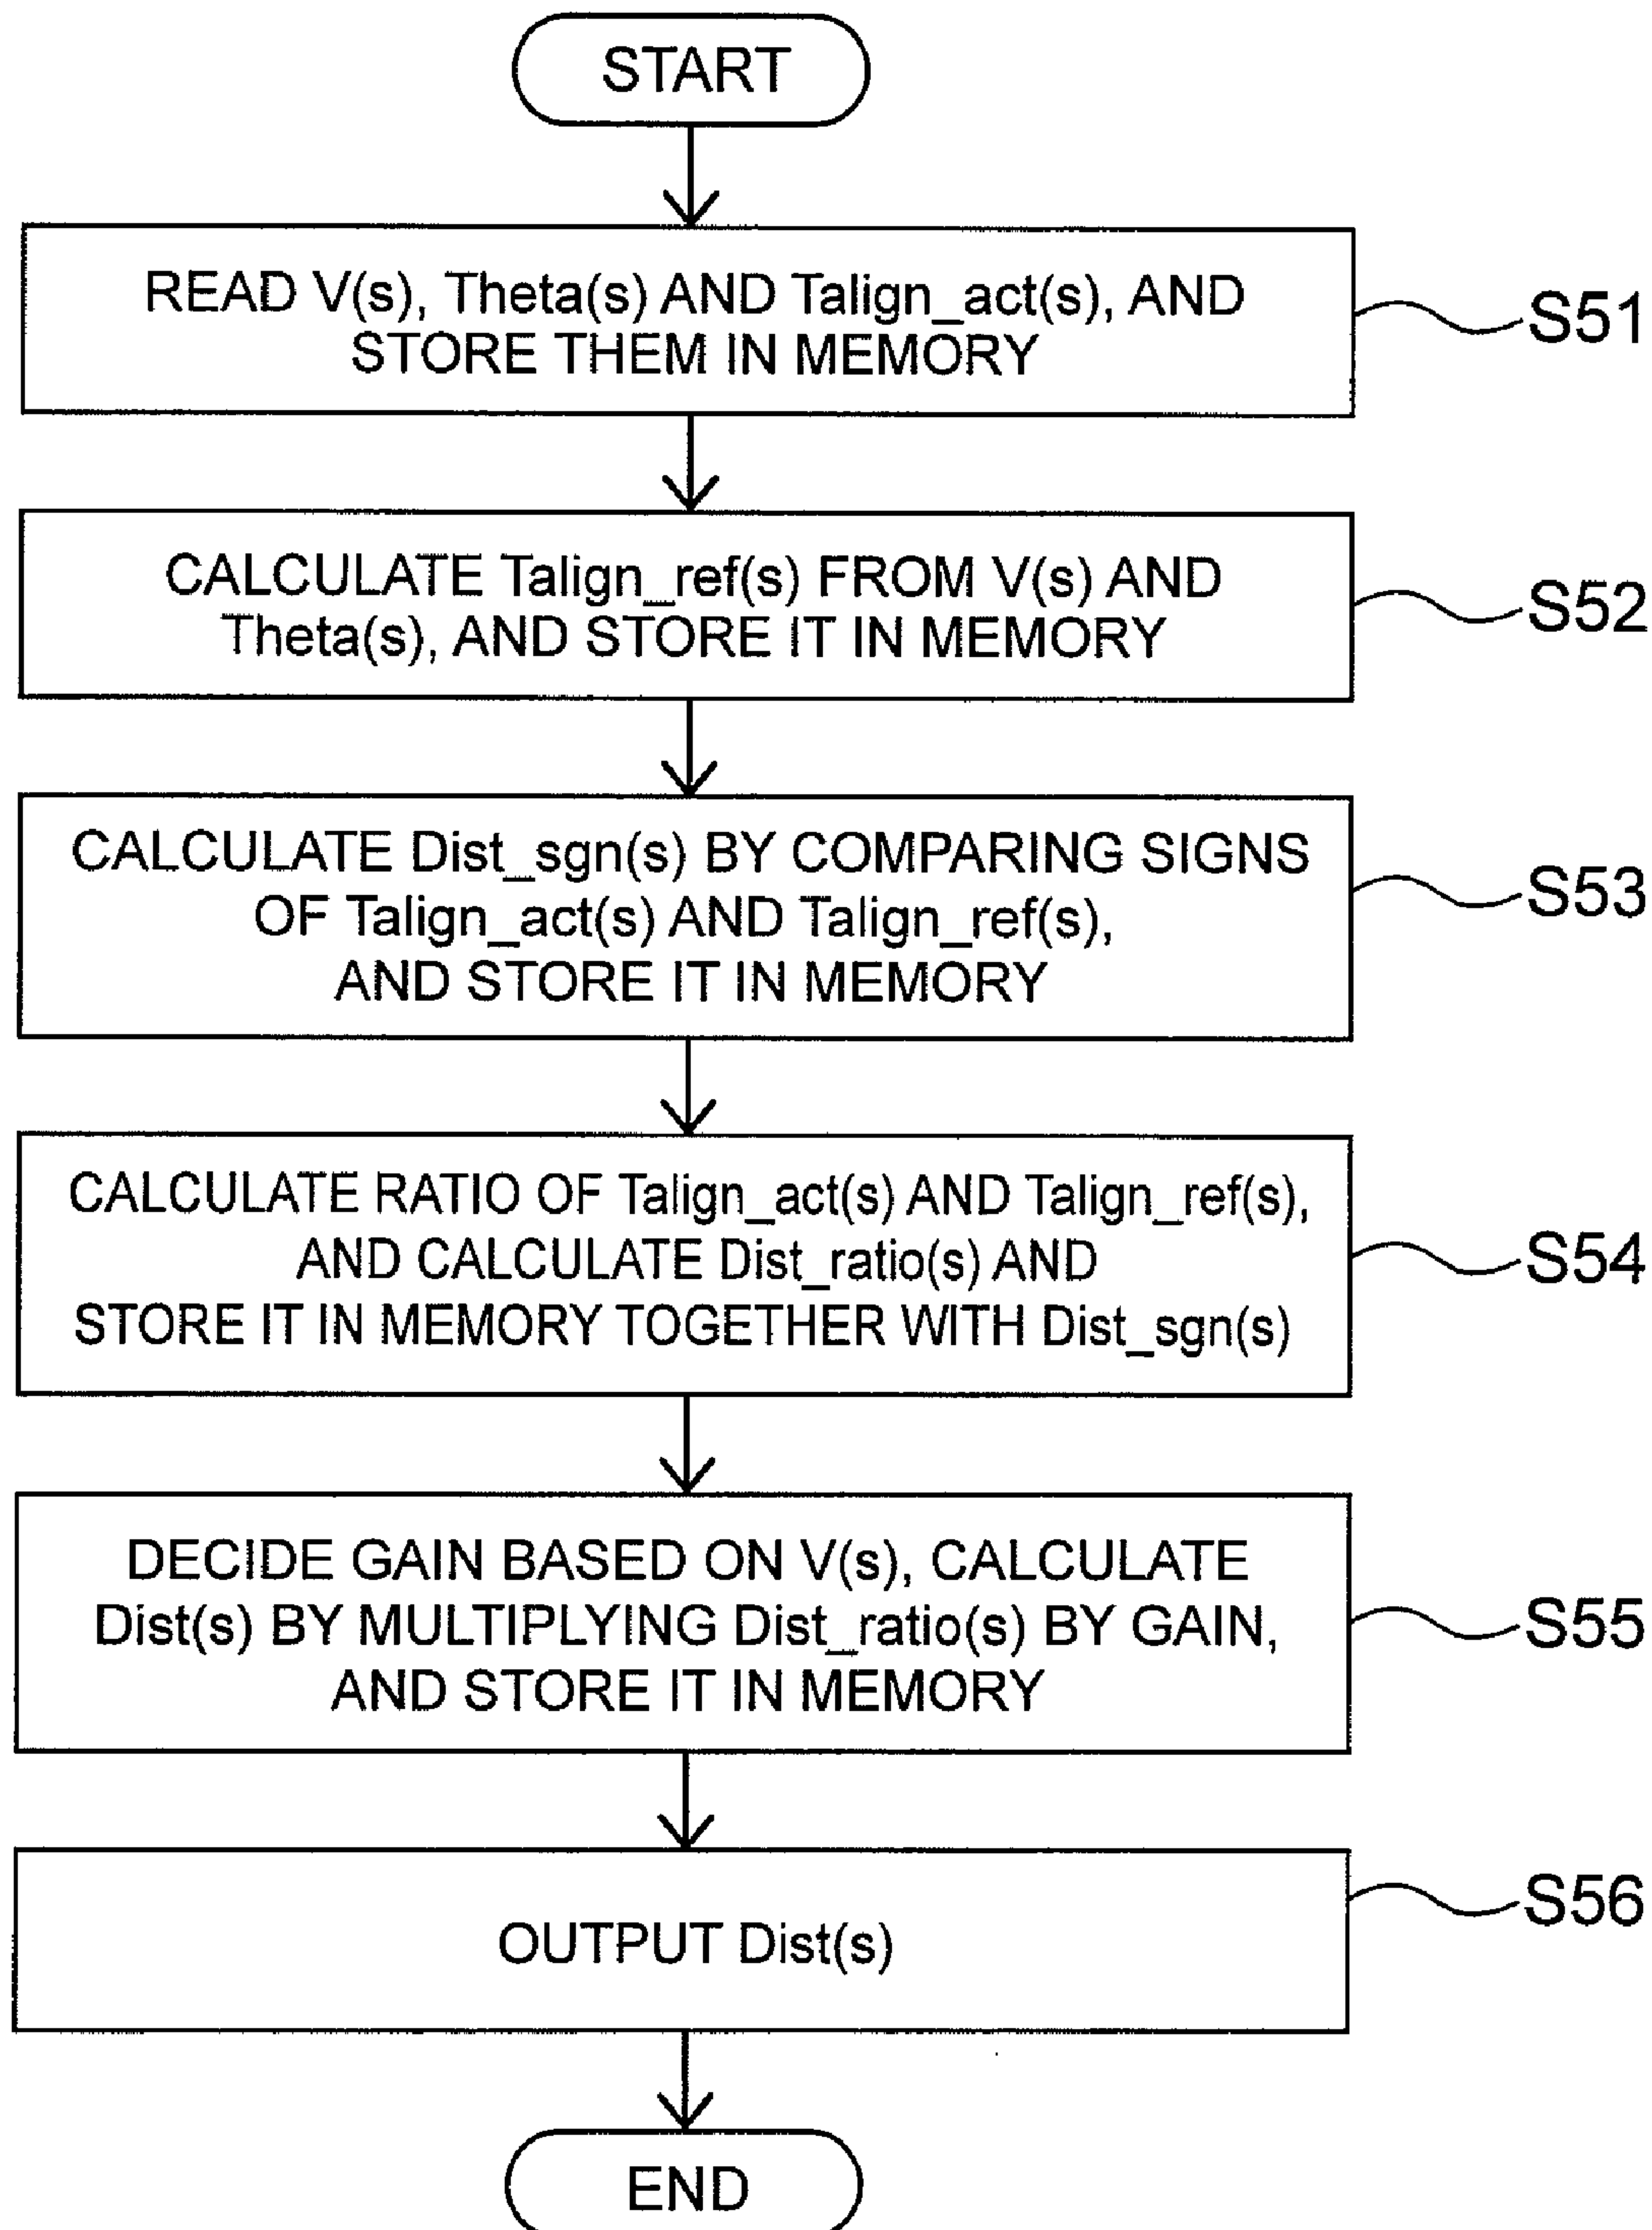 START
READ V(s), Theta(s) AND Talign_act(s), AND
STORE THEM IN MEMORY
S51
CALCULATE Talign_ref(s) FROM V(s) AND
Theta(s), AND STORE IT IN MEMORY
S52
CALCULATE Dist_sgn(s) BY COMPARING SIGNS
OF Talign_act(s) AND Talign_ref(s),
AND STORE IT IN MEMORY
S53
CALCULATE RATIO OF Talign_act(s) AND Talign_ref(s),
AND CALCULATE Dist_ratio(s) AND
STORE IT IN MEMORY TOGETHER WITH Dist_sgn(s)
S54
DECIDE GAIN BASED ON V(s), CALCULATE
Dist(s) BY MULTIPLYING Dist_ratio(s) BY GAIN,
AND STORE IT IN MEMORY
S55
OUTPUT Dist(s)
S56
END